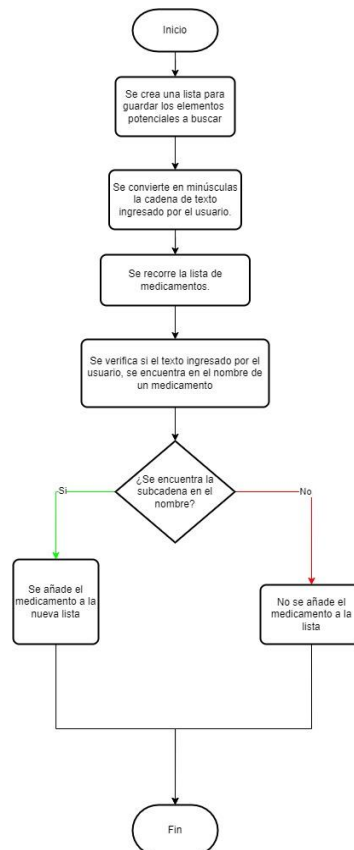 Inicio
Se crea una lista para
guardar los elementos
potenciales a buscar
Se convierte en minúsculas
la cadena de texto
ingresado por el usuario.
Se recorre la lista de
medicamentos.
Se verifica si el texto ingresado por el
usuario, se encuentra en el nombre de
un medicamento
¿Se encuentra la
subcadena en el
nombre?
Si
No
Se añade el
medicamento a la
nueva lista
No se añade el
medicamento a la
lista
Fin